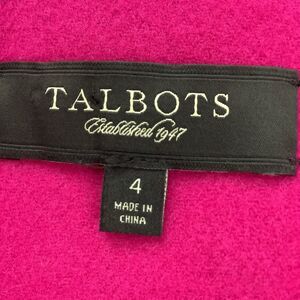 TALBOTS
Established 1947
4
MADE IN
CHINA